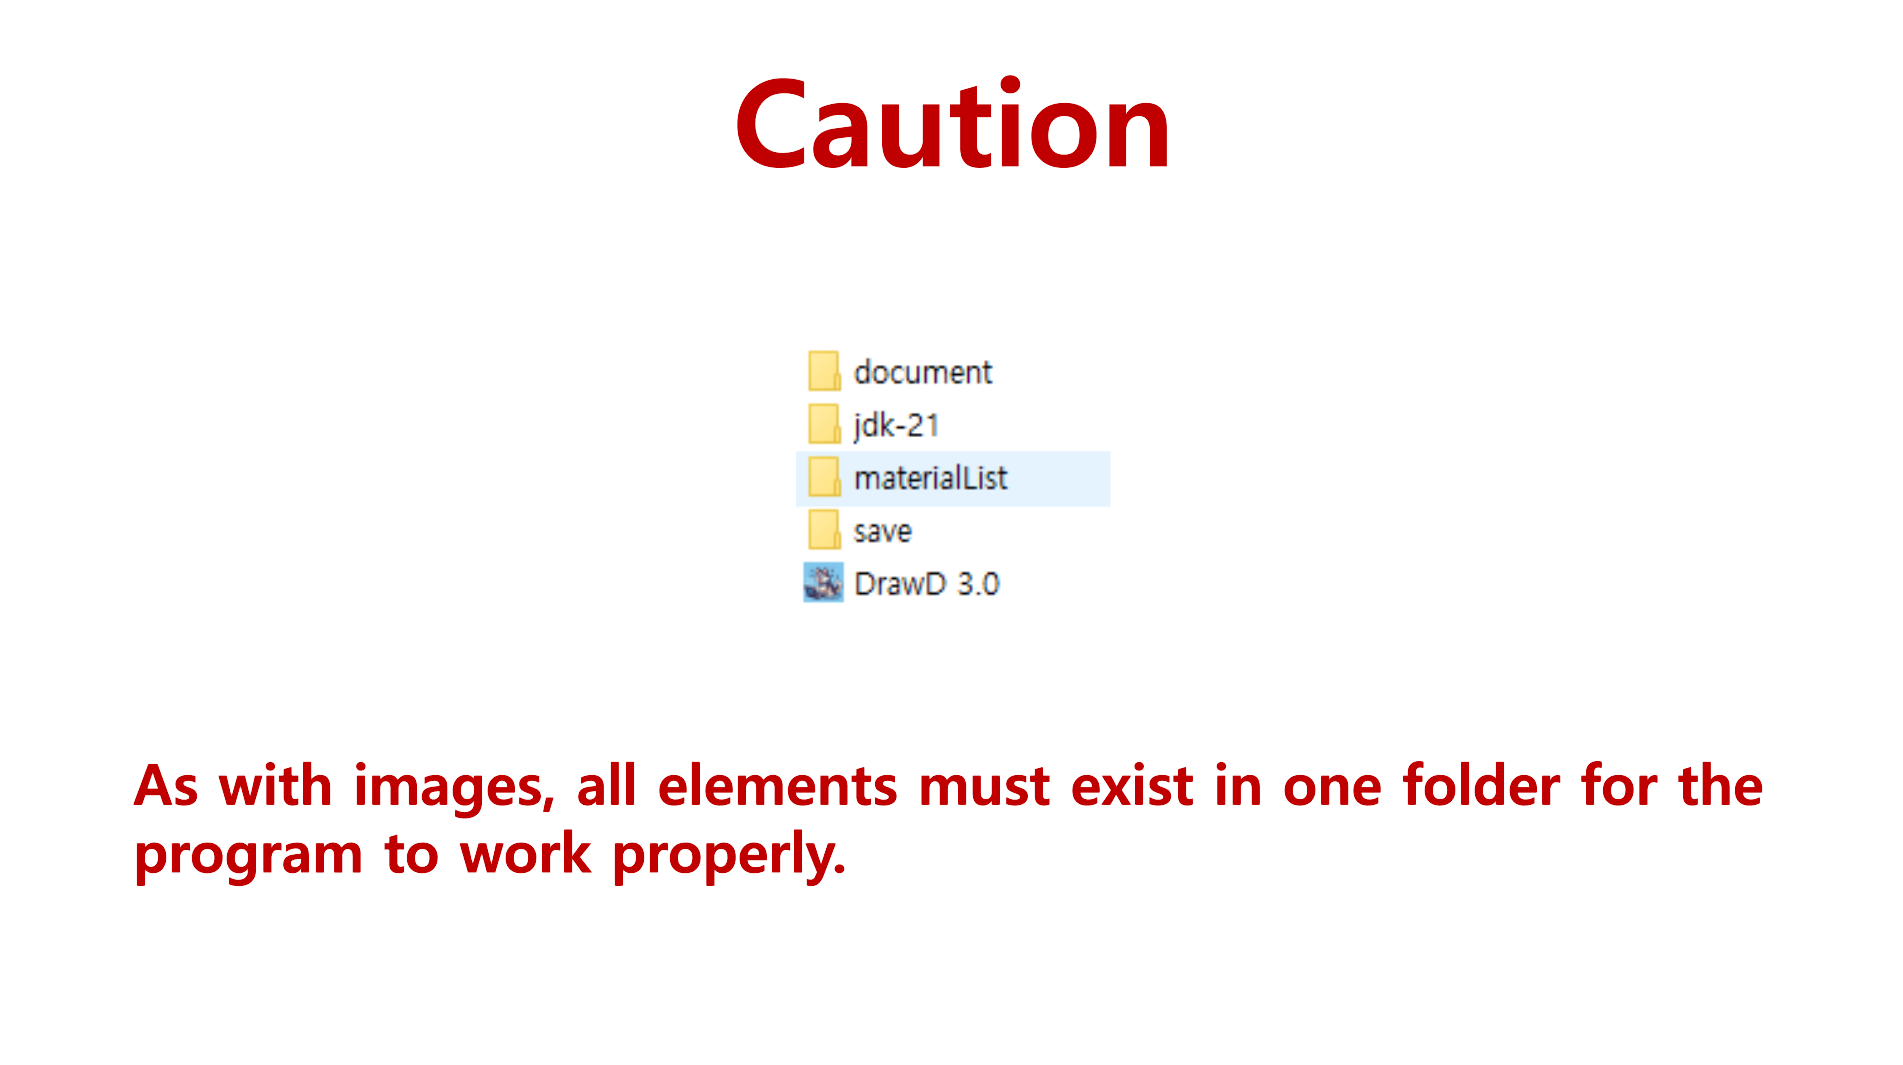 Caution
document
jdk-21
materialList
save
DrawD 3.0
As with images, all elements must exist in one folder for the
program to work properly.